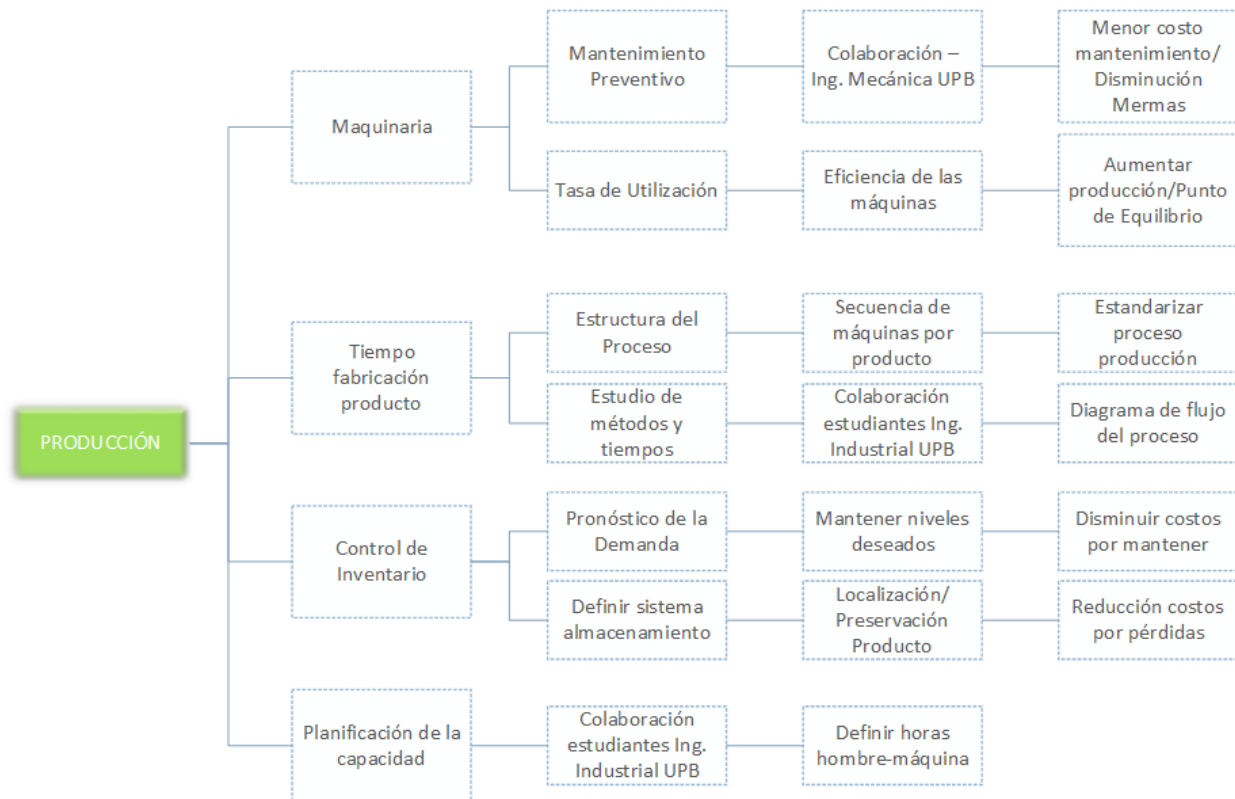 PRODUCCIÓN
Maquinaria
Mantenimiento
Preventivo
Colaboración –
Ing. Mecánica UPB
Menor costo
mantenimiento/
Disminución
Mermas
Tasa de Utilización
Eficiencia de las
máquinas
Aumentar
producción/Punto
de Equilibrio
Tiempo
fabricación
producto
Estructura del
Proceso
Secuencia de
máquinas por
producto
Estandarizar
proceso
producción
Estudio de
métodos y
tiempos
Colaboración
estudiantes Ing.
Industrial UPB
Diagrama de flujo
del proceso
Control de
Inventario
Pronóstico de la
Demanda
Mantener niveles
deseados
Disminuir costos
por mantener
Definir sistema
almacenamiento
Localización/
Preservación
Producto
Reducción costos
por pérdidas
Planificación de la
capacidad
Colaboración
estudiantes Ing.
Industrial UPB
Definir horas
hombre-máquina